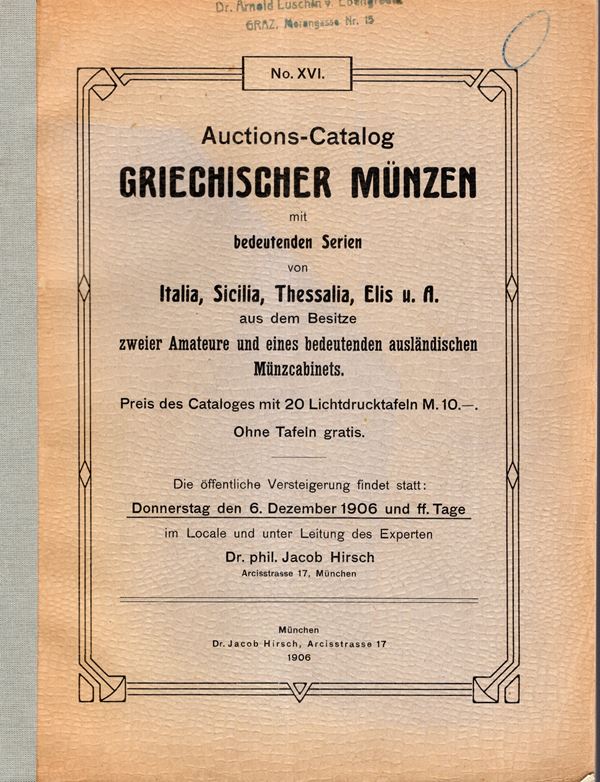 Dr. Arnold Luschin v. Ebengreuth
GRAZ, Merangasse Nr. 15
No. XVI.
Auctions-Catalog
GRIECHISCHER MÜNZEN
mit
bedeutenden Serien
von
Italia, Sicilia, Thessalia, Elis u. A.
aus dem Besitze
zweier Amateure und eines bedeutenden ausländischen
Münzcabinets.
Preis des Cataloges mit 20 Lichtdrucktafeln M. 10.—.
Ohne Tafeln gratis.
Die öffentliche Versteigerung findet statt:
Donnerstag den 6. Dezember 1906 und ff. Tage
im Locale und unter Leitung des Experten
Dr. phil. Jacob Hirsch
Arcisstrasse 17, München
München
Dr. Jacob Hirsch, Arcisstrasse 17
1906